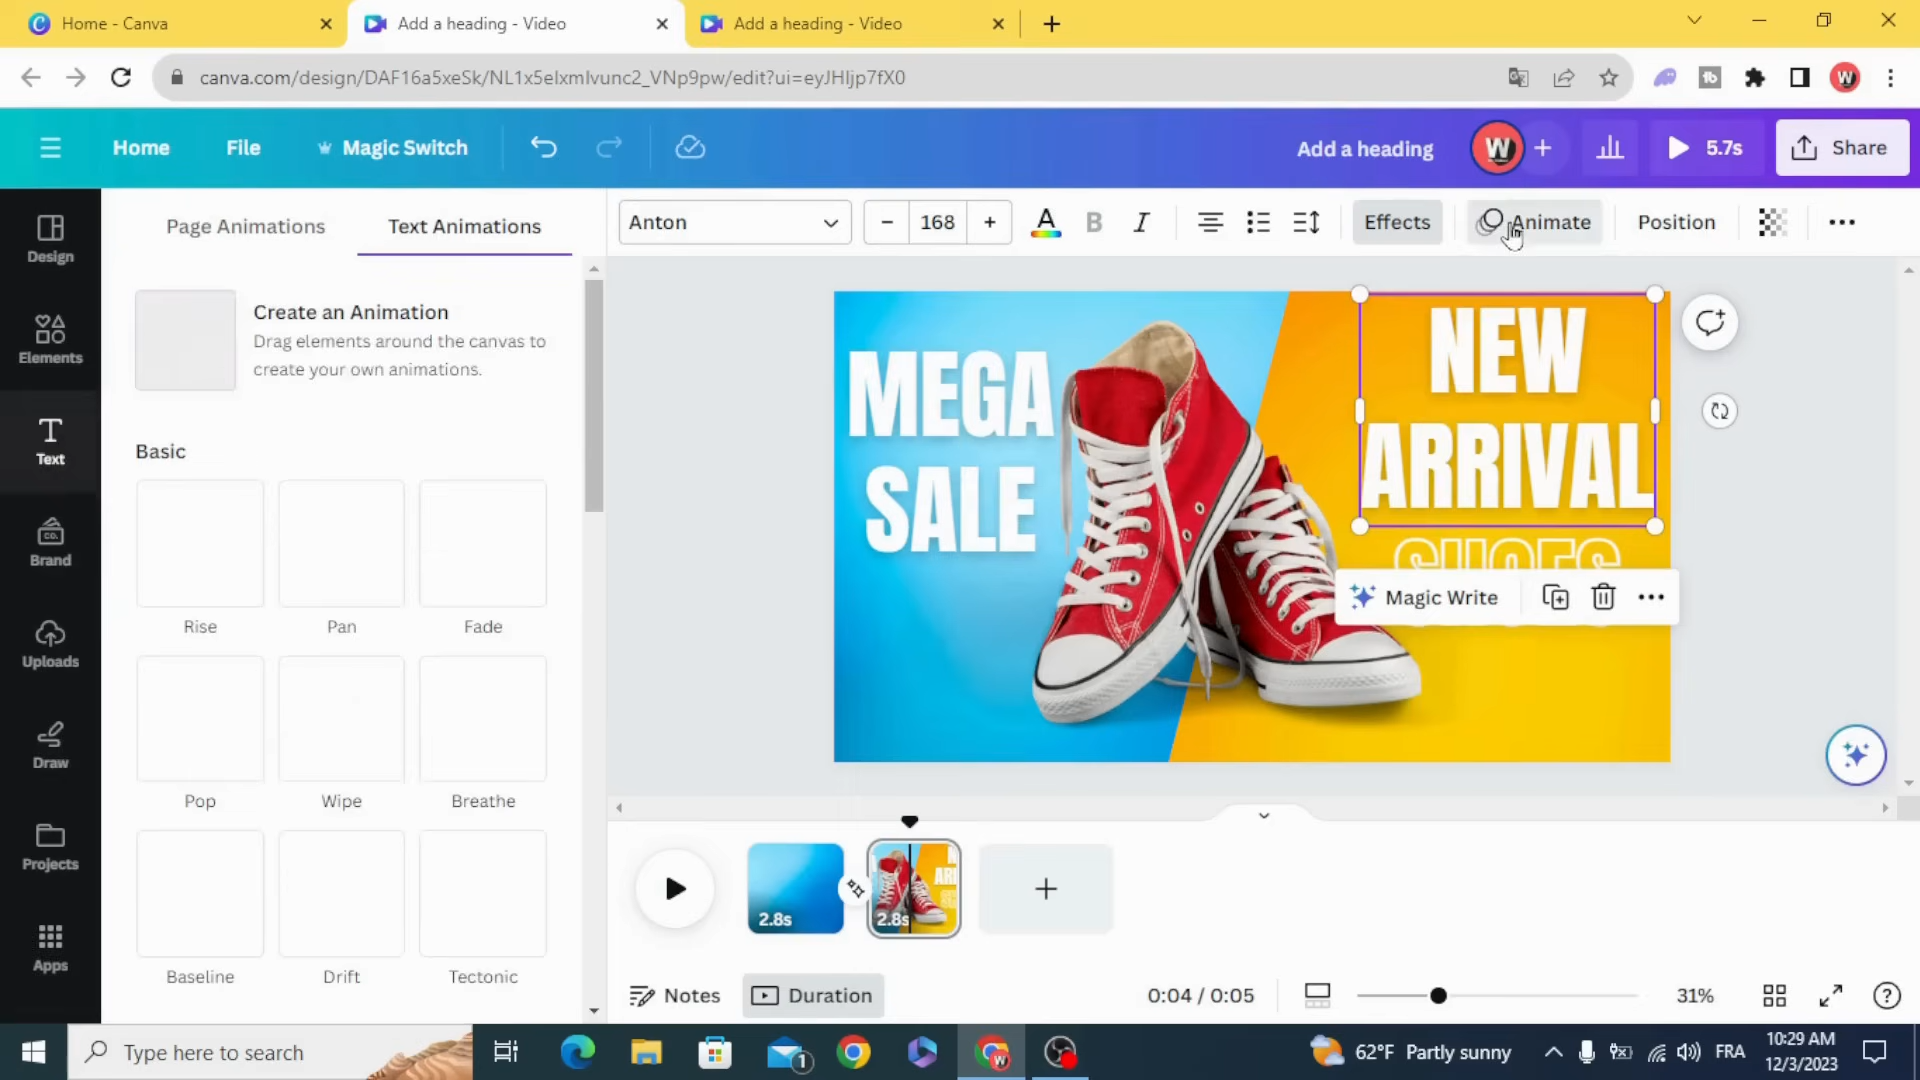 Home - Canva
Add a heading - Video
Add a heading - Video
canva.com/design/DAF16a5xeSk/NL1x5eIxmIvunc2_VNp9pw/edit?ui=eyJHIjp7fX0
Home
File
Magic Switch
Add a heading
W
5.7s
Share
Design
Elements
Text
Brand
Uploads
Draw
Projects
Apps
Page Animations
Text Animations
Create an Animation
Drag elements around the canvas to
create your own animations.
Basic
Rise
Pan
Fade
Pop
Wipe
Breathe
Baseline
Drift
Tectonic
Anton
168
Effects
Animate
Position
MEGA
SALE
NEW
ARRIVAL
SHOES
Magic Write
2.8s
2.8s
Notes
Duration
0:04 / 0:05
31%
Type here to search
1
62°F Partly sunny
FRA
10:29 AM
12/3/2023